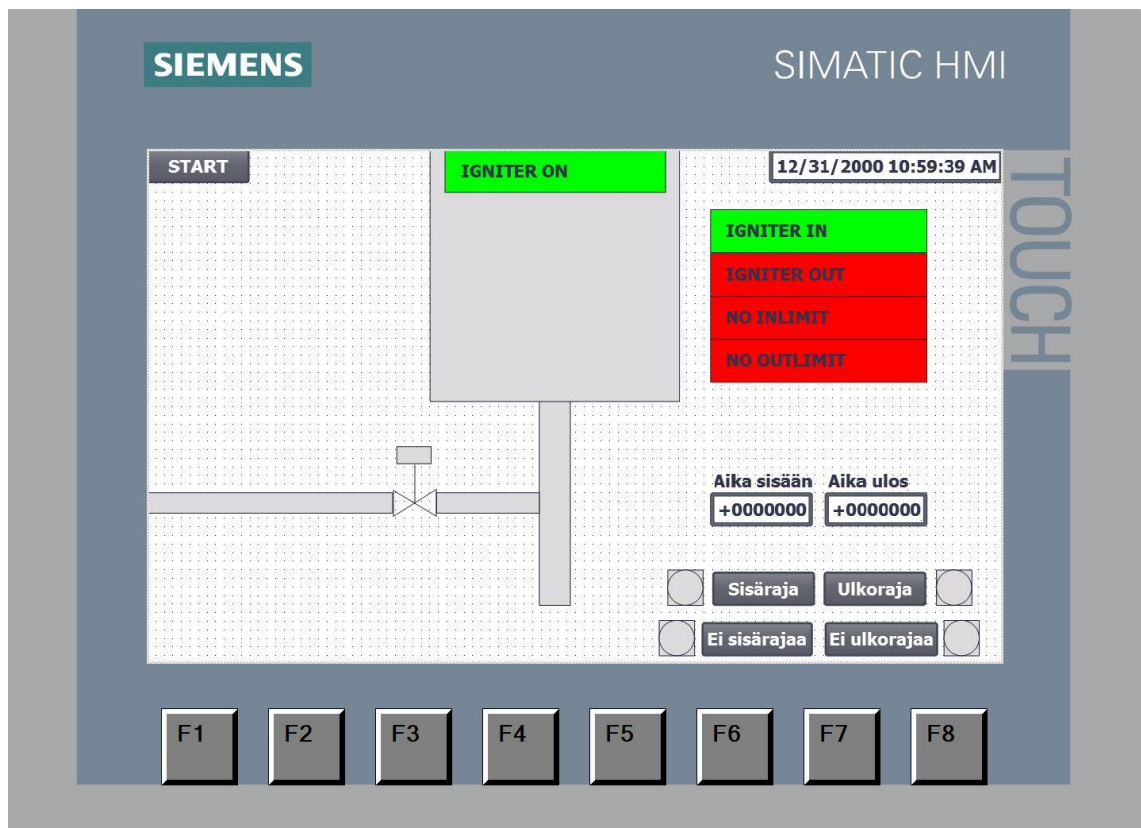 SIEMENS
SIMATIC HMI
TOUCH
START
IGNITER ON
12/31/2000 10:59:39 AM
IGNITER IN
IGNITER OUT
NO INLIMIT
NO OUTLIMIT
Aika sisään Aika ulos
+0000000 +0000000
Sisäraja Ulkoraja
Ei sisärajaa Ei ulkorajaa
F1 F2 F3 F4 F5 F6 F7 F8